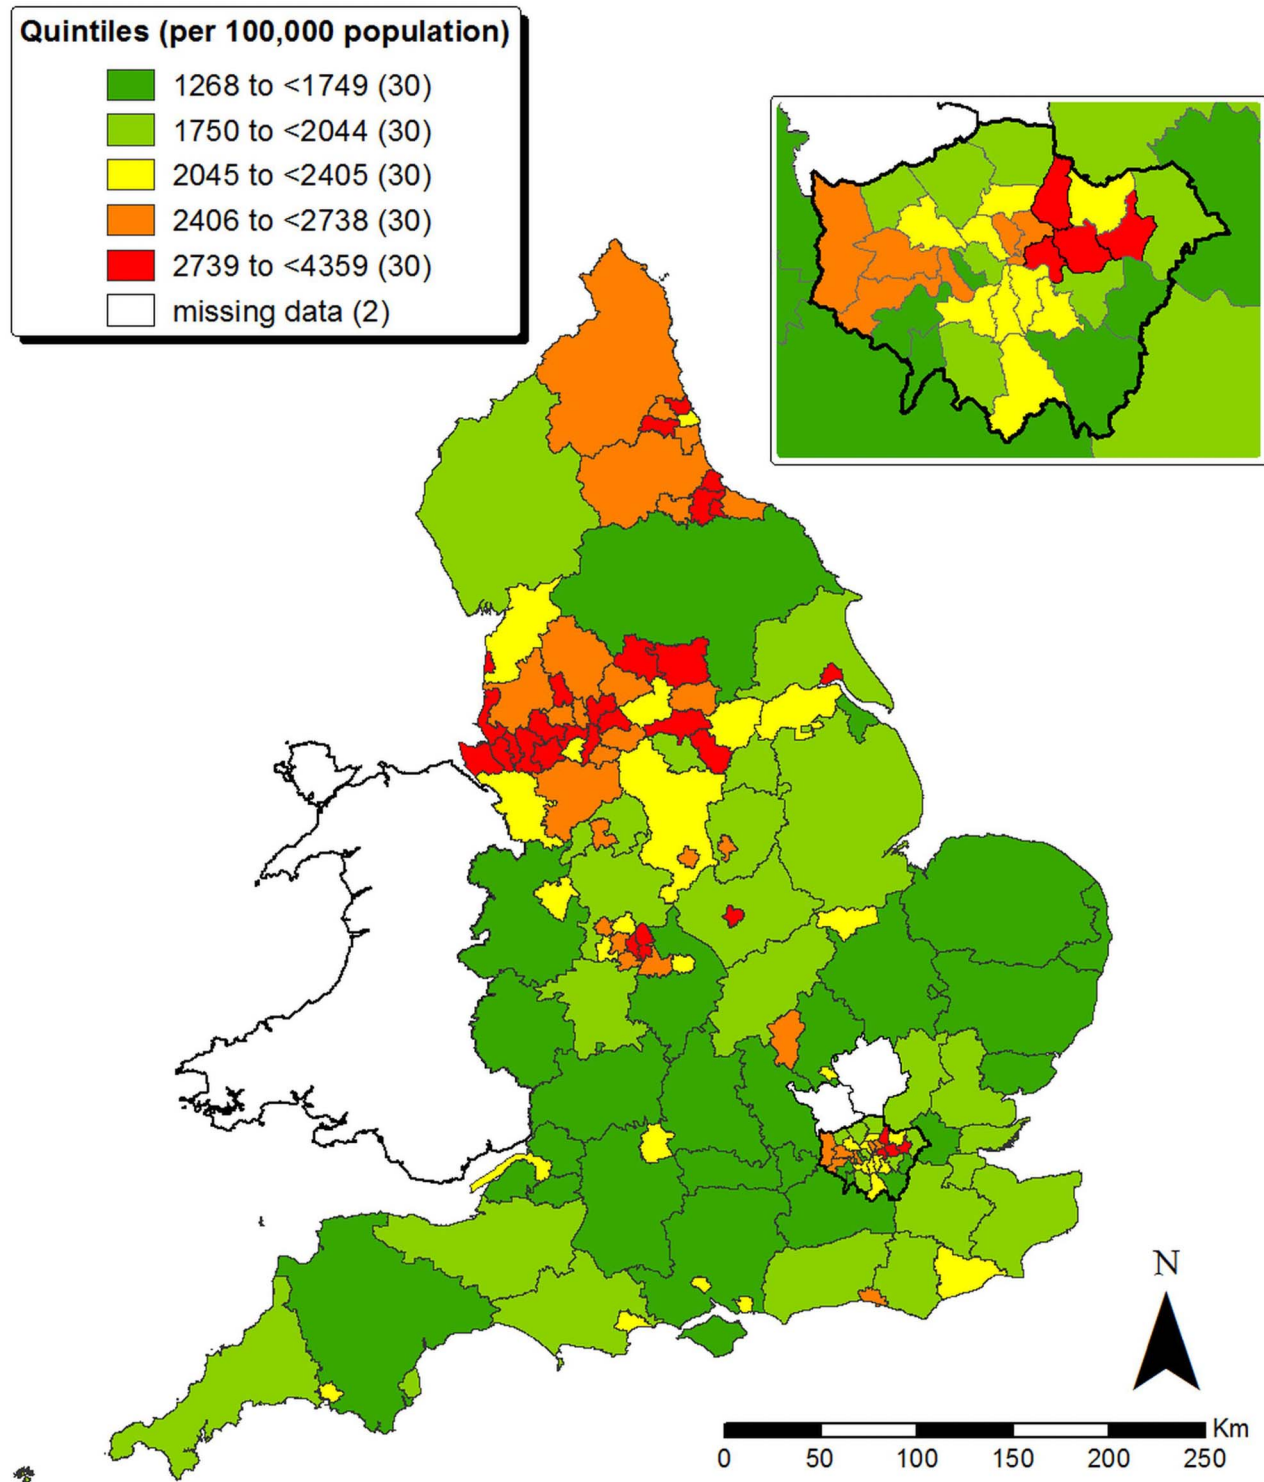 Quintiles (per 100,000 population)
1268 to <1749 (30)
1750 to <2044 (30)
2045 to <2405 (30)
2406 to <2738 (30)
2739 to <4359 (30)
missing data (2)
N
Km
0 50 100 150 200 250